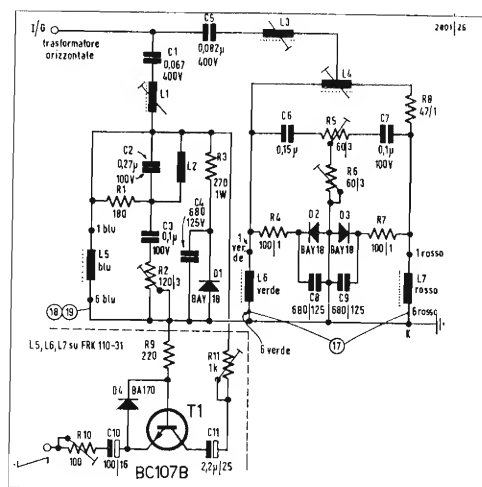 I/G
trasformatore
orizzontale
C1
0,067
400V
C5
0,082µ
400V
L3
2801/26
L1
L4
R8
47/1
C2
0,27µ
100V
L2
R3
270
1W
C6
0,15µ
R5
60/3
C7
0,1µ
100V
R1
180
R6
60/3
1 blu
C3
0,1µ
100V
C4
680
125V
1
verde
R4
100/1
D2
D3
BAY18
BAY18
R7
100/1
1 rosso
L5
blu
R2
120/3
D1
BAY 18
L6
verde
C8
680/125
C9
680/125
L7
rosso
6 blu
18
19
6 verde
17
6 rosso
K
L5, L6, L7 su FRK 110-31
R9
220
R11
1k
D4
BA170
T1
R10
100
C10
100/16
BC107B
C11
2,2µ/25